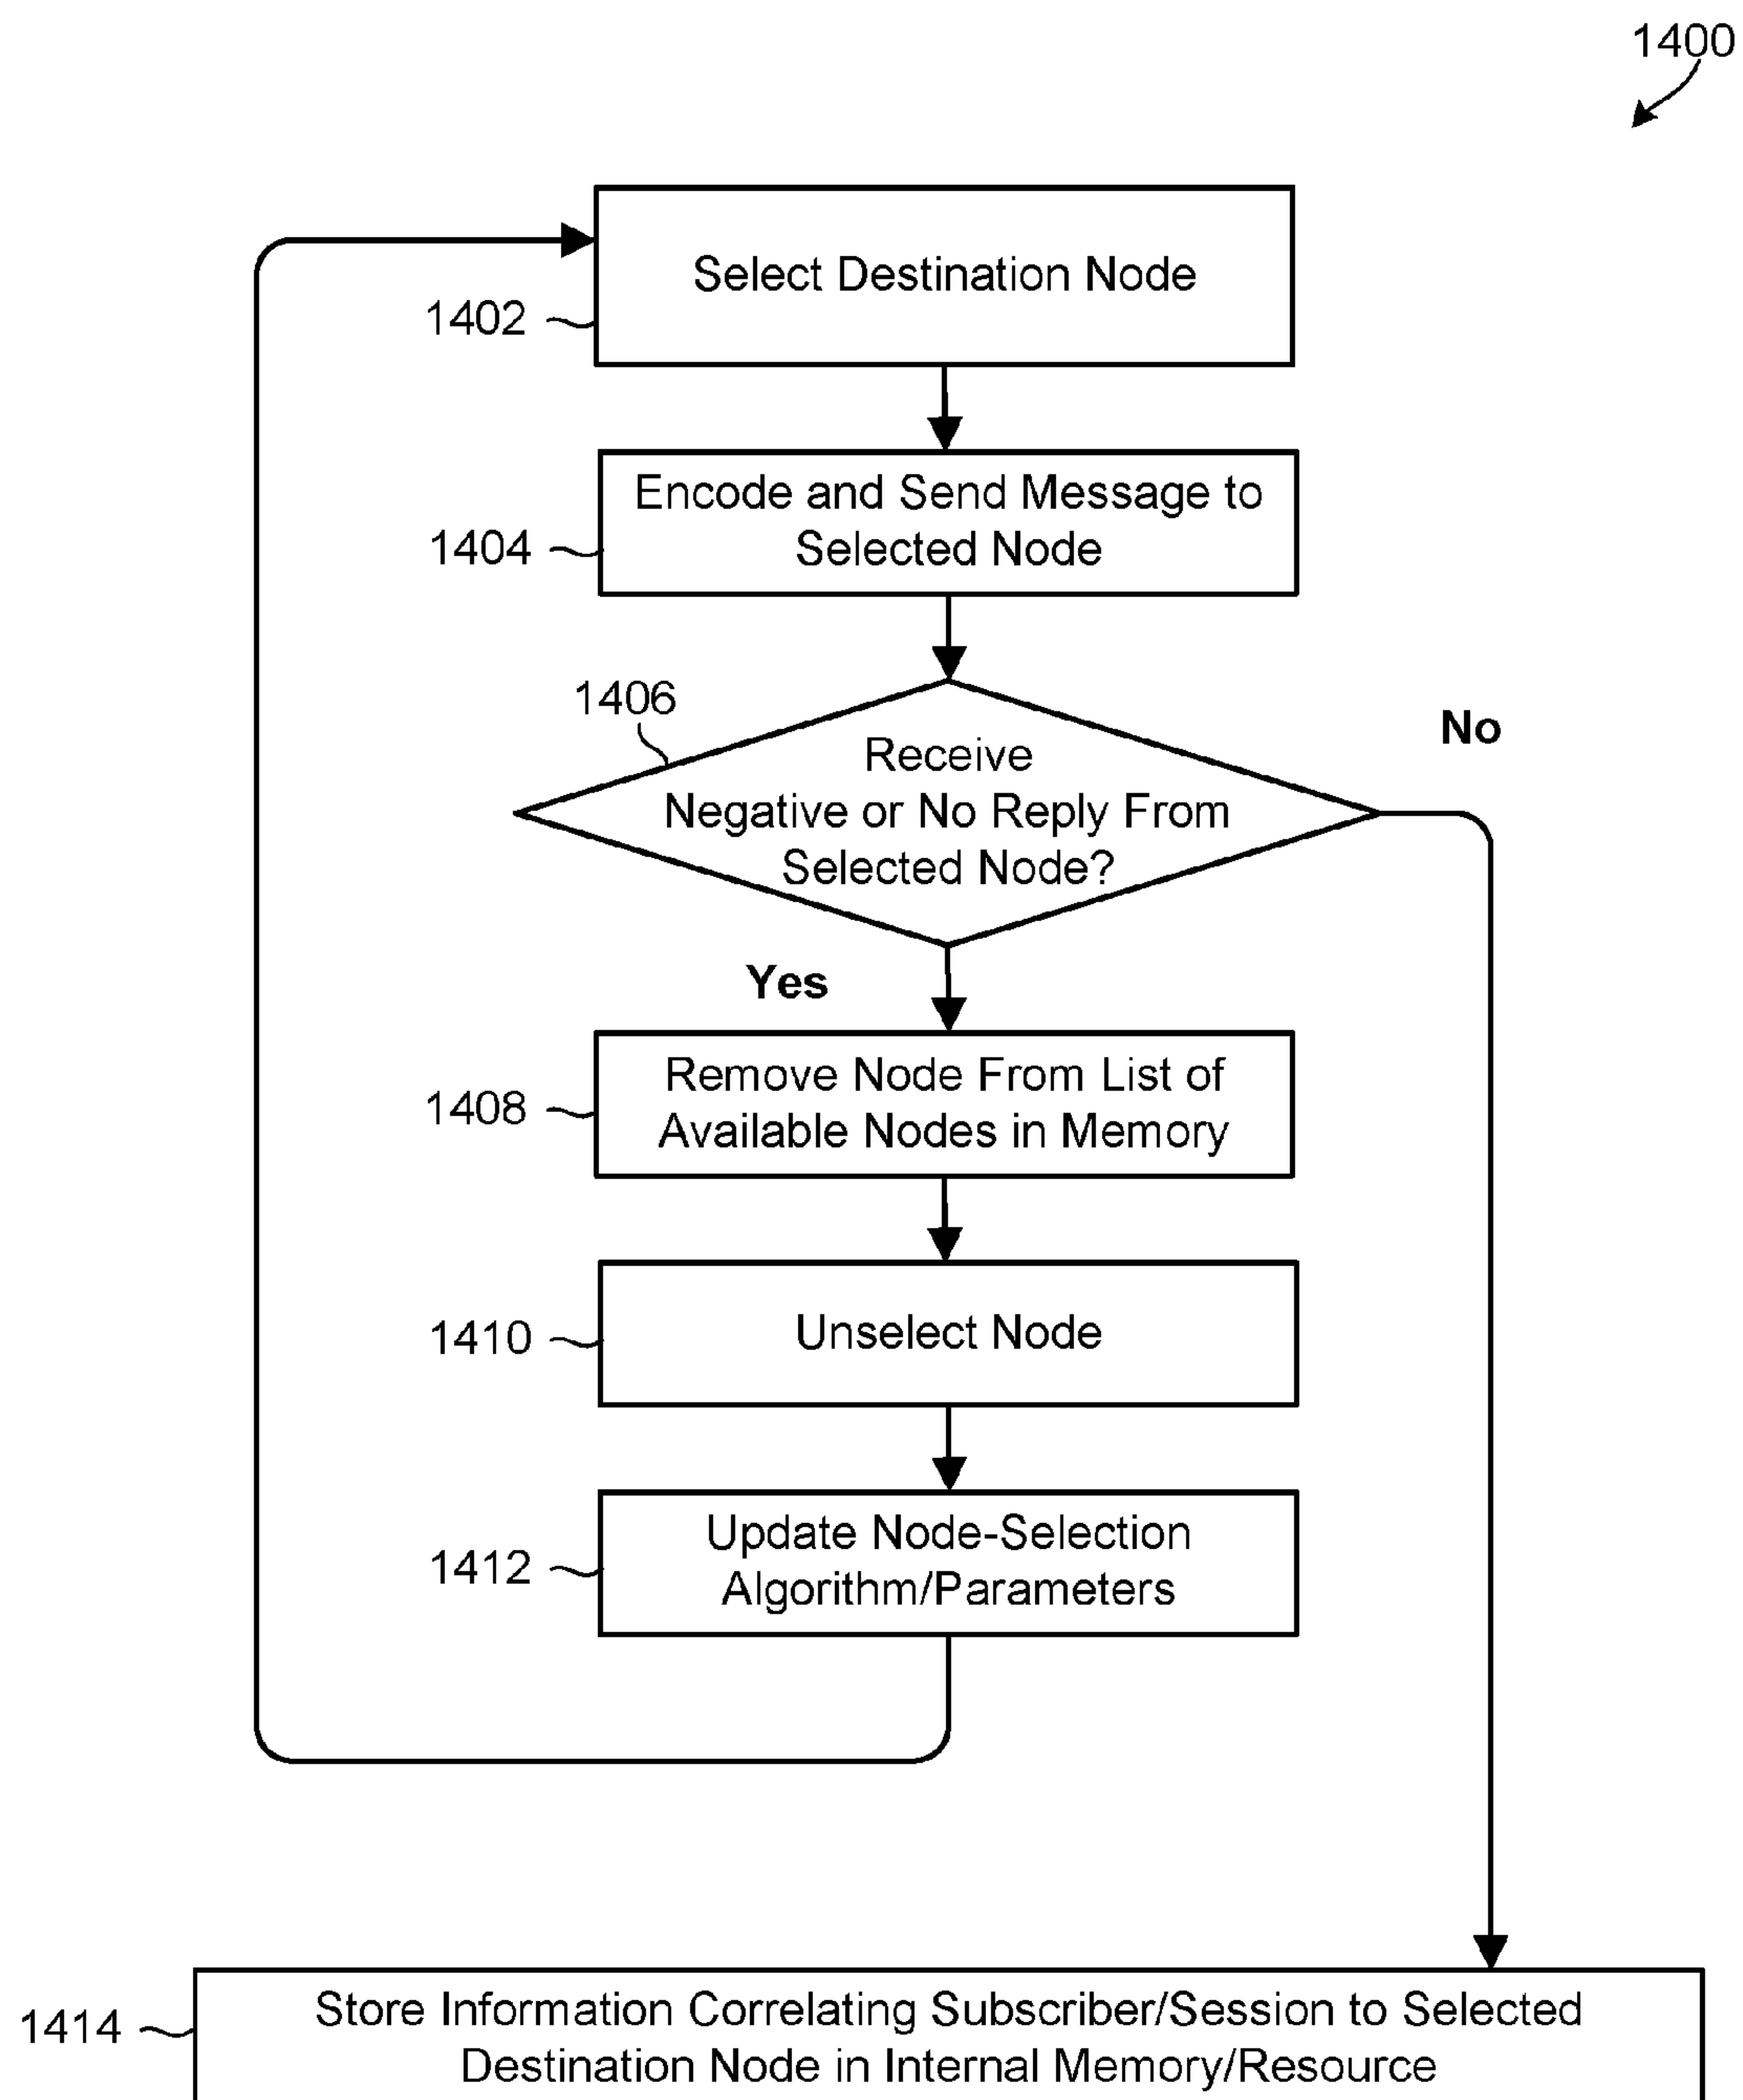 1400
Select Destination Node
1402
Encode and Send Message to
Selected Node
1404
1406
Receive
Negative or No Reply From
Selected Node?
No
Yes
Remove Node From List of
Available Nodes in Memory
1408
Unselect Node
1410
Update Node-Selection
Algorithm/Parameters
1412
Store Information Correlating Subscriber/Session to Selected
Destination Node in Internal Memory/Resource
1414